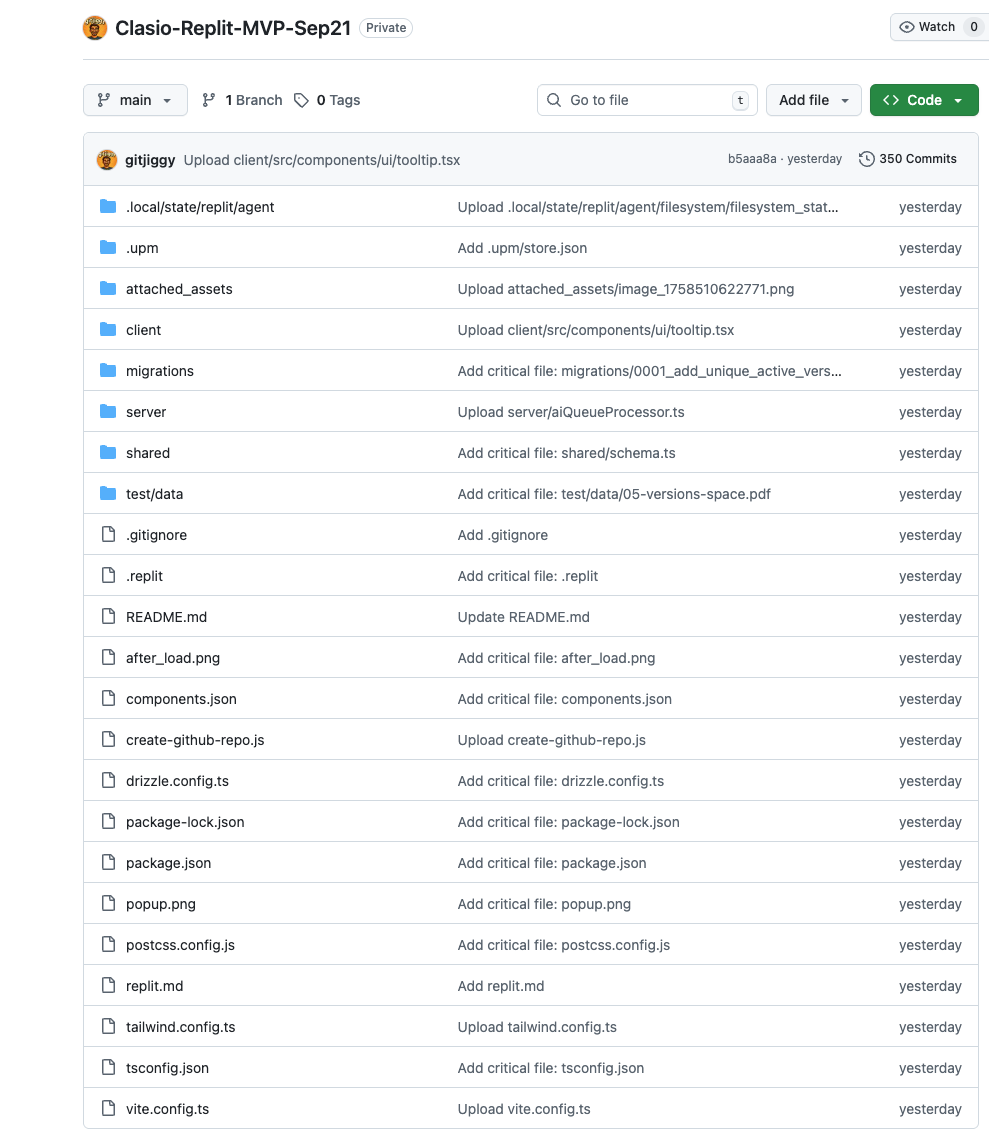 Clasio-Replit-MVP-Sep21 Private Watch 0
main 1 Branch 0 Tags Go to file t Add file <> Code
gitjiggy Upload client/src/components/ui/tooltip.tsx b5aaa8a · yesterday 350 Commits
.local/state/replit/agent Upload .local/state/replit/agent/filesystem/filesystem_stat... yesterday
.upm Add .upm/store.json yesterday
attached_assets Upload attached_assets/image_1758510622771.png yesterday
client Upload client/src/components/ui/tooltip.tsx yesterday
migrations Add critical file: migrations/0001_add_unique_active_vers... yesterday
server Upload server/aiQueueProcessor.ts yesterday
shared Add critical file: shared/schema.ts yesterday
test/data Add critical file: test/data/05-versions-space.pdf yesterday
.gitignore Add .gitignore yesterday
.replit Add critical file: .replit yesterday
README.md Update README.md yesterday
after_load.png Add critical file: after_load.png yesterday
components.json Add critical file: components.json yesterday
create-github-repo.js Upload create-github-repo.js yesterday
drizzle.config.ts Add critical file: drizzle.config.ts yesterday
package-lock.json Add critical file: package-lock.json yesterday
package.json Add critical file: package.json yesterday
popup.png Add critical file: popup.png yesterday
postcss.config.js Add critical file: postcss.config.js yesterday
replit.md Add replit.md yesterday
tailwind.config.ts Upload tailwind.config.ts yesterday
tsconfig.json Add critical file: tsconfig.json yesterday
vite.config.ts Upload vite.config.ts yesterday